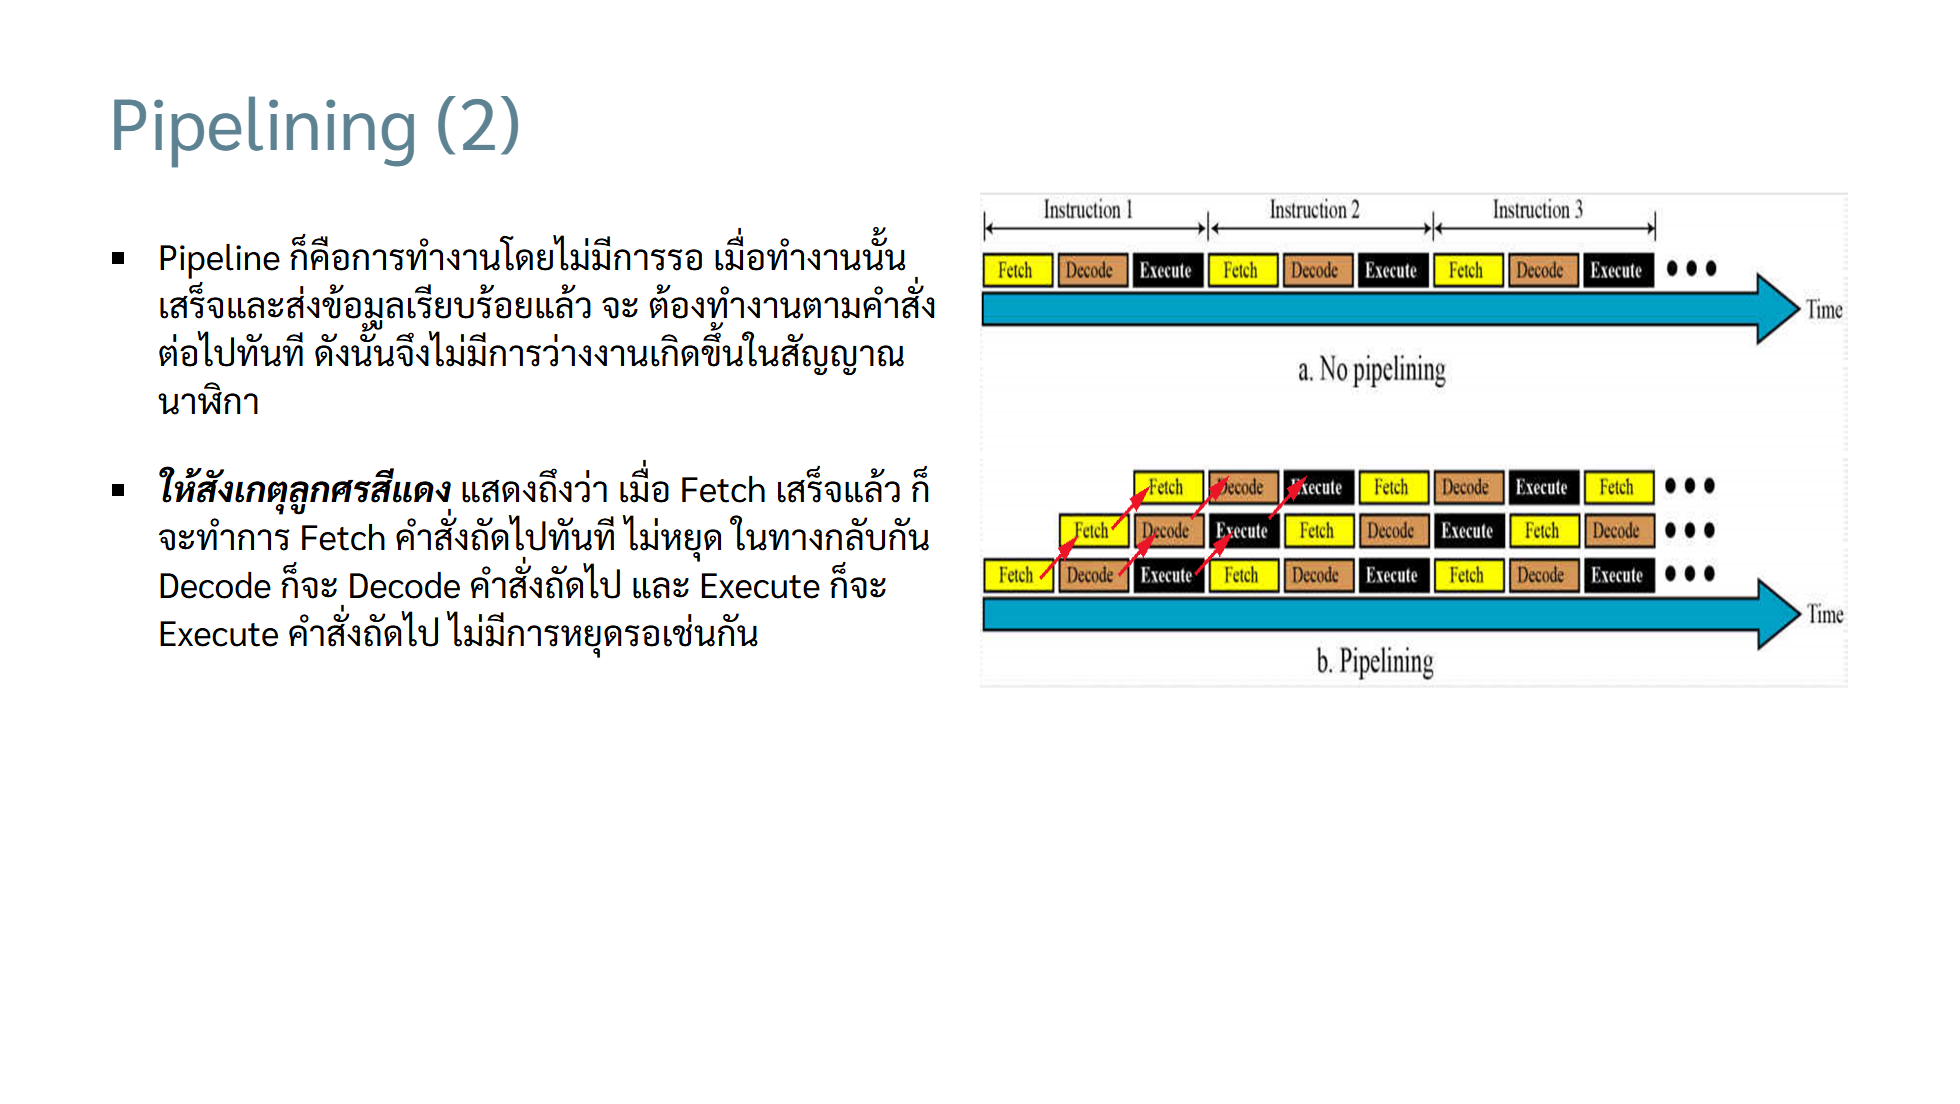 Pipelining (2)
▪ Pipeline ก็คือการทำงานโดยไม่มีการรอ เมื่อทำงานนั้น
เสร็จและส่งข้อมูลเรียบร้อยแล้ว จะ ต้องทำงานตามคำสั่ง
ต่อไปทันที ดังนั้นจึงไม่มีการว่างงานเกิดขึ้นในสัญญาณ
นาฬิกา
▪ ให้สังเกตุลูกศรสีแดง แสดงถึงว่า เมื่อ Fetch เสร็จแล้ว ก็
จะทำการ Fetch คำสั่งถัดไปทันที ไม่หยุด ในทางกลับกัน
Decode ก็จะ Decode คำสั่งถัดไป และ Execute ก็จะ
Execute คำสั่งถัดไป ไม่มีการหยุดรอเช่นกัน
Instruction 1 Instruction 2 Instruction 3
Fetch Decode Execute Fetch Decode Execute Fetch Decode Execute ● ● ●
Time
a. No pipelining
Fetch Decode Execute Fetch Decode Execute Fetch ● ● ●
Fetch Decode Execute Fetch Decode Execute Fetch Decode ● ● ●
Fetch Decode Execute Fetch Decode Execute Fetch Decode Execute ● ● ●
Time
b. Pipelining